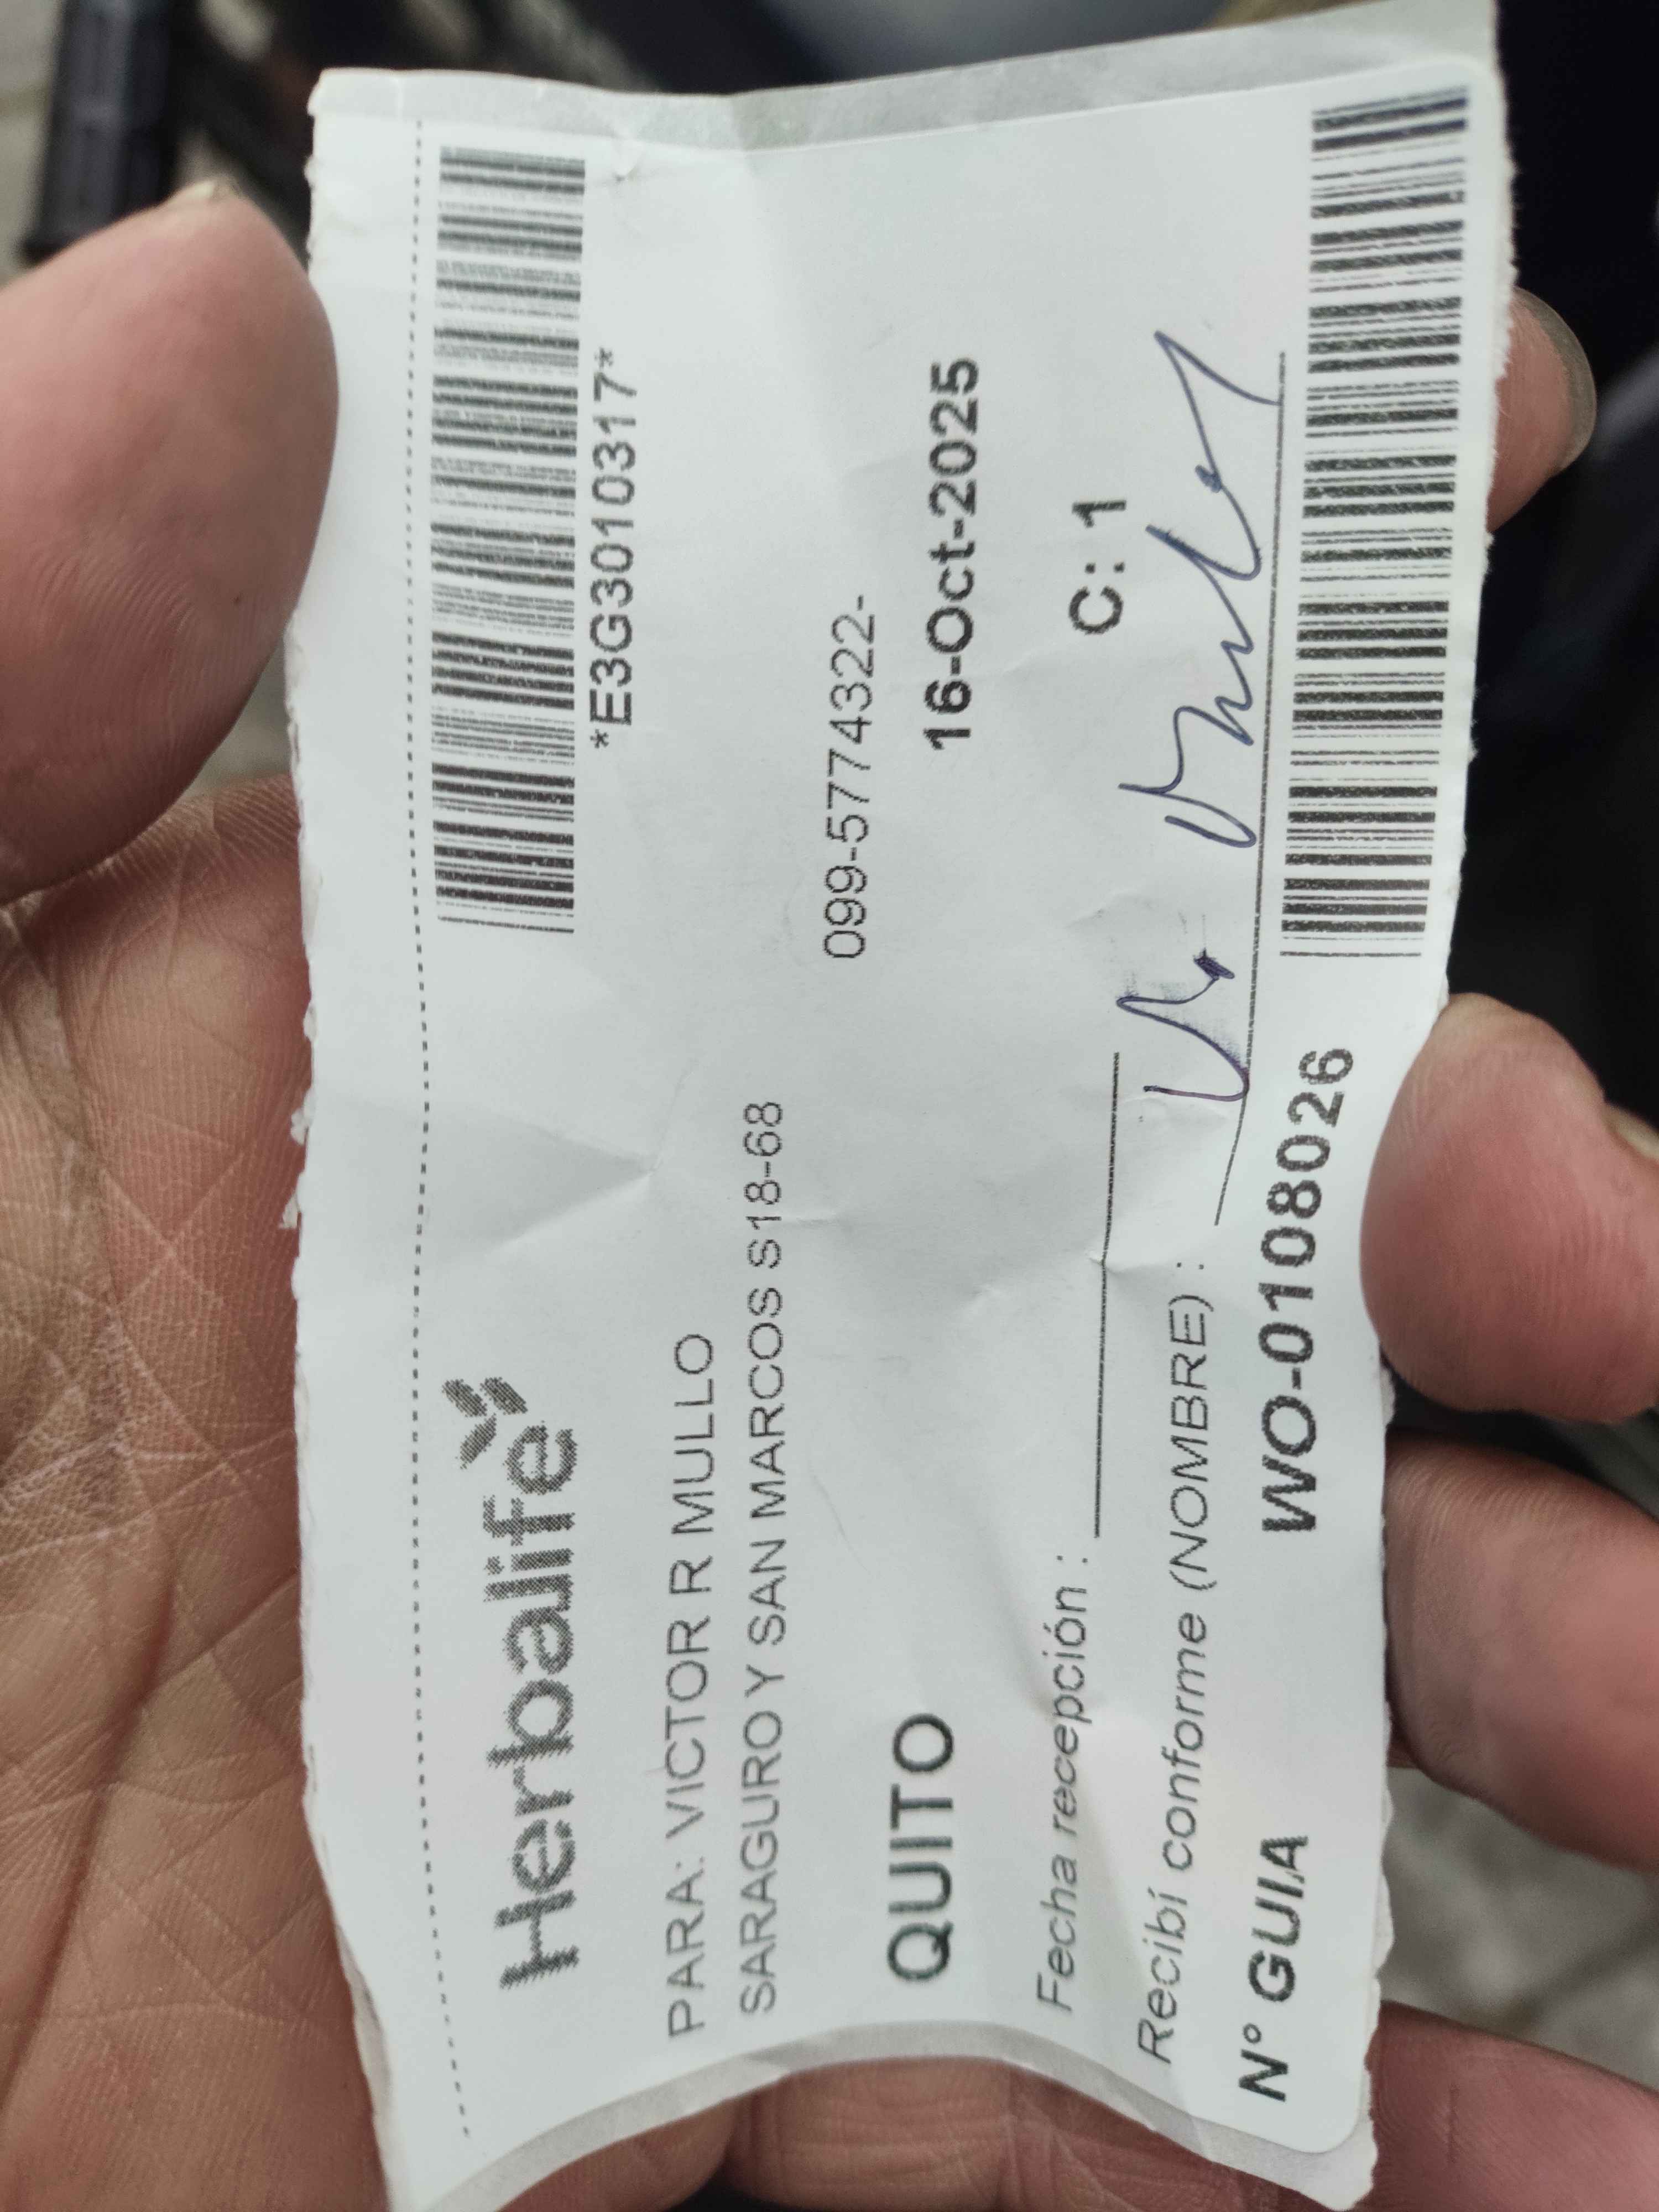 Herbalife
*E3G3010317*
PARA: VICTOR R MULLO
SARAGURO Y SAN MARCOS S18-68
099-5774322-
QUITO
16-Oct-2025
Fecha recepción :
C: 1
Recibí conforme (NOMBRE) :
N° GUIA WO-0108026